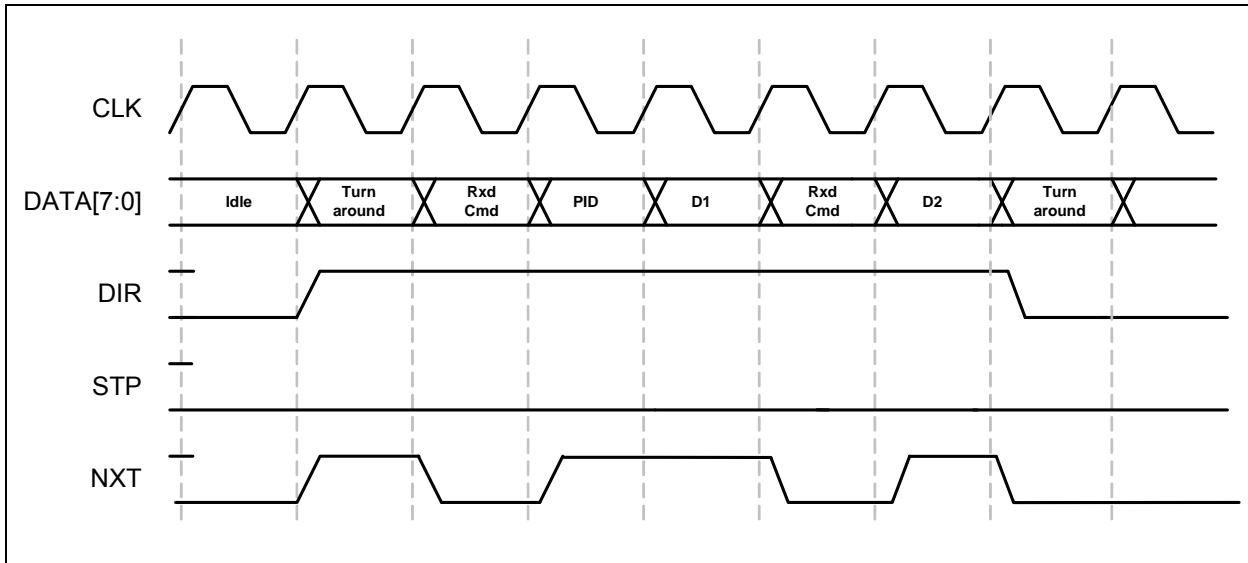 CLK
DATA[7:0]
Idle
Turn
around
Rxd
Cmd
PID
D1
Rxd
Cmd
D2
Turn
around
DIR
STP
NXT